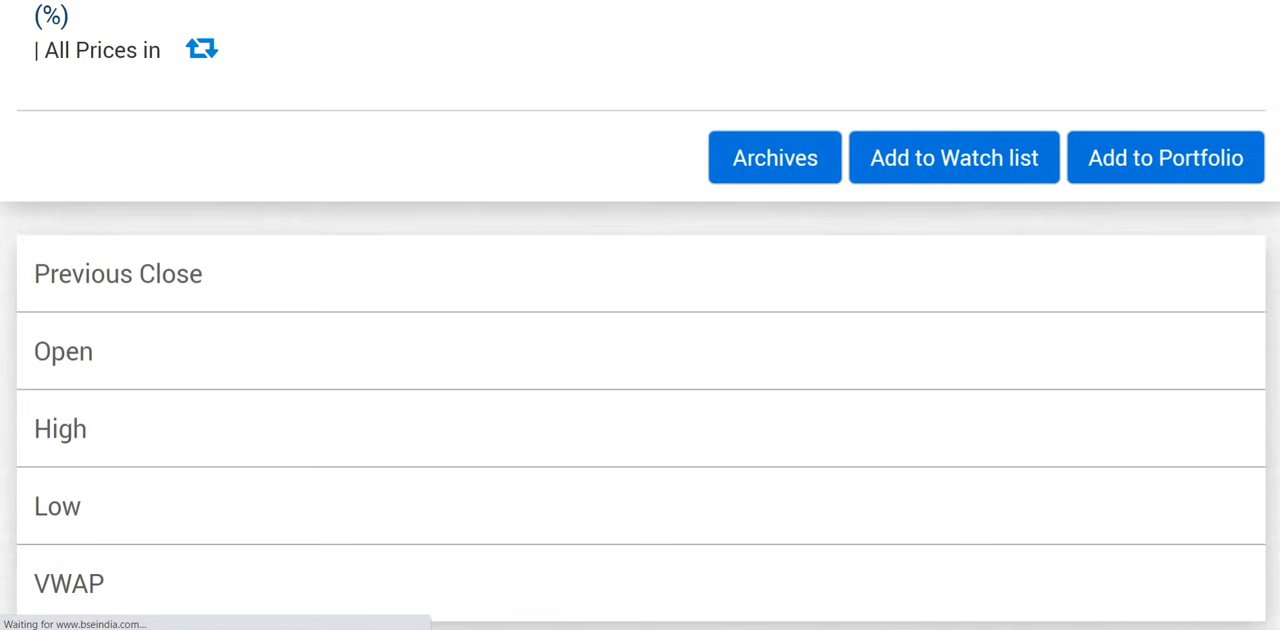 (%)
| All Prices in
Archives Add to Watch list Add to Portfolio
Previous Close
Open
High
Low
VWAP
Waiting for www.bseindia.com...